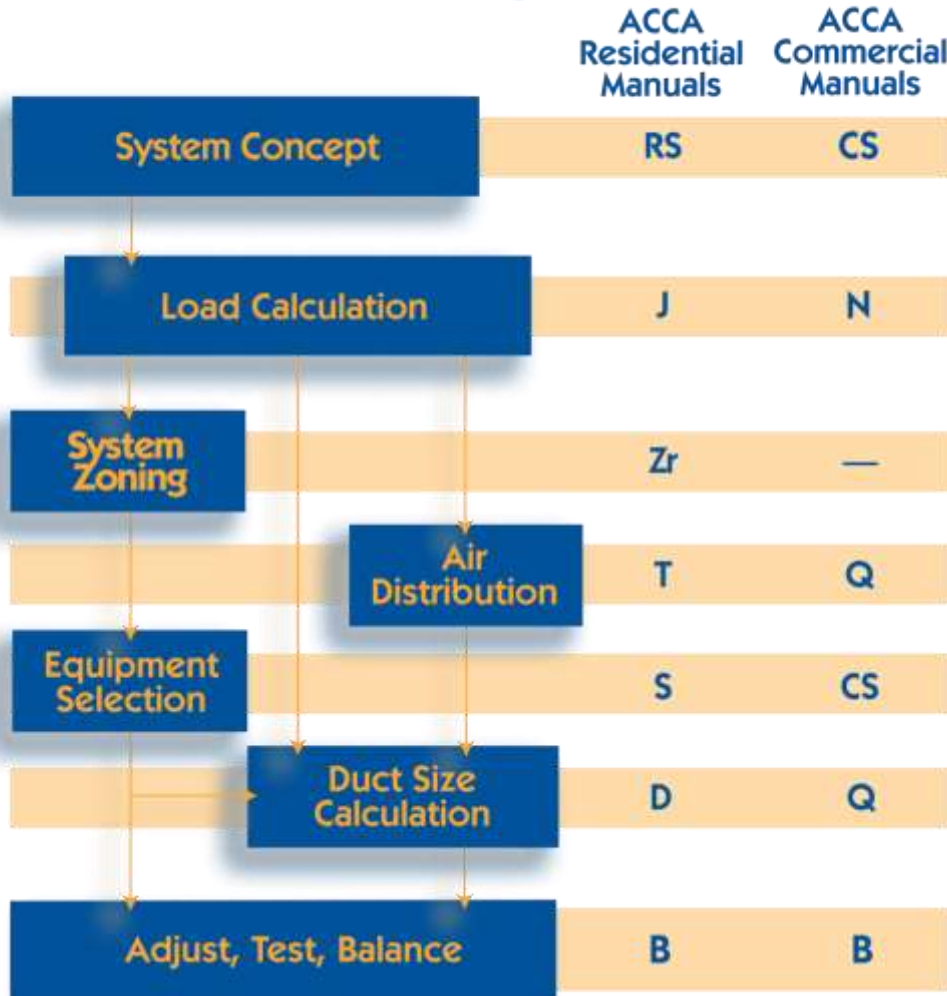 ACCA
Residential
Manuals
ACCA
Commercial
Manuals
System Concept
RS
CS
Load Calculation
J
N
System
Zoning
Zr
—
Air
Distribution
T
Q
Equipment
Selection
S
CS
Duct Size
Calculation
D
Q
Adjust, Test, Balance
B
B